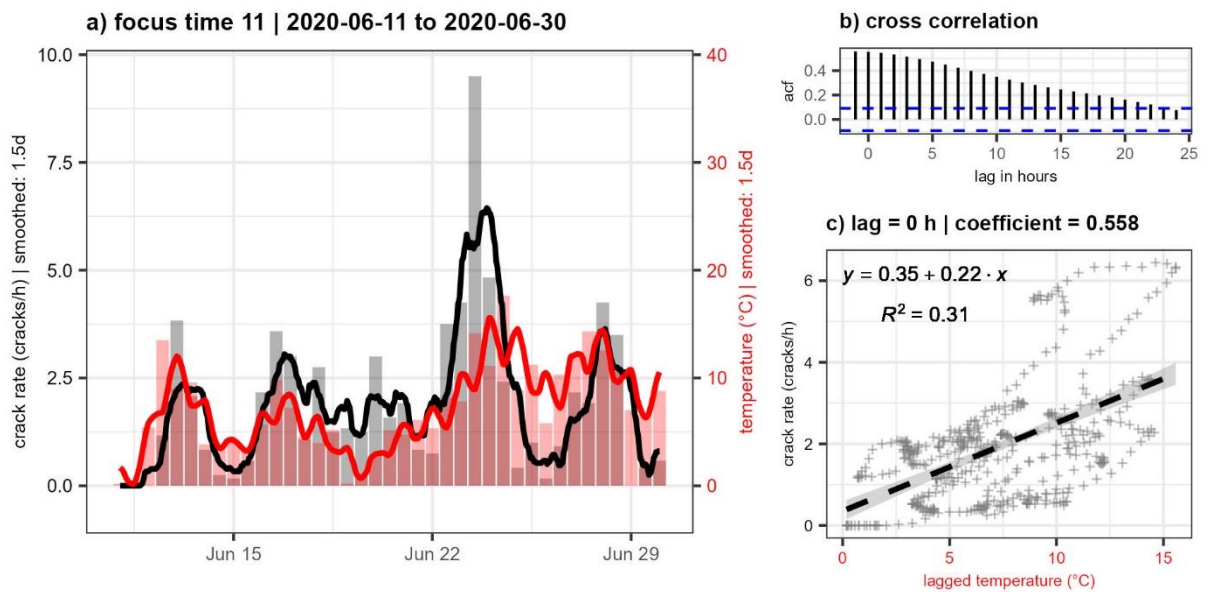 a) focus time 11 | 2020-06-11 to 2020-06-30
10.0
7.5
5.0
2.5
0.0
crack rate (cracks/h) | smoothed: 1.5d
40
30
20
10
0
temperature (°C) | smoothed: 1.5d
Jun 15
Jun 22
Jun 29
b) cross correlation
0.4
0.2
0.0
acf
0
5
10
15
20
25
lag in hours
c) lag = 0 h | coefficient = 0.558
y = 0.35 + 0.22 · x
R² = 0.31
6
4
2
0
crack rate (cracks/h)
0
5
10
15
lagged temperature (°C)